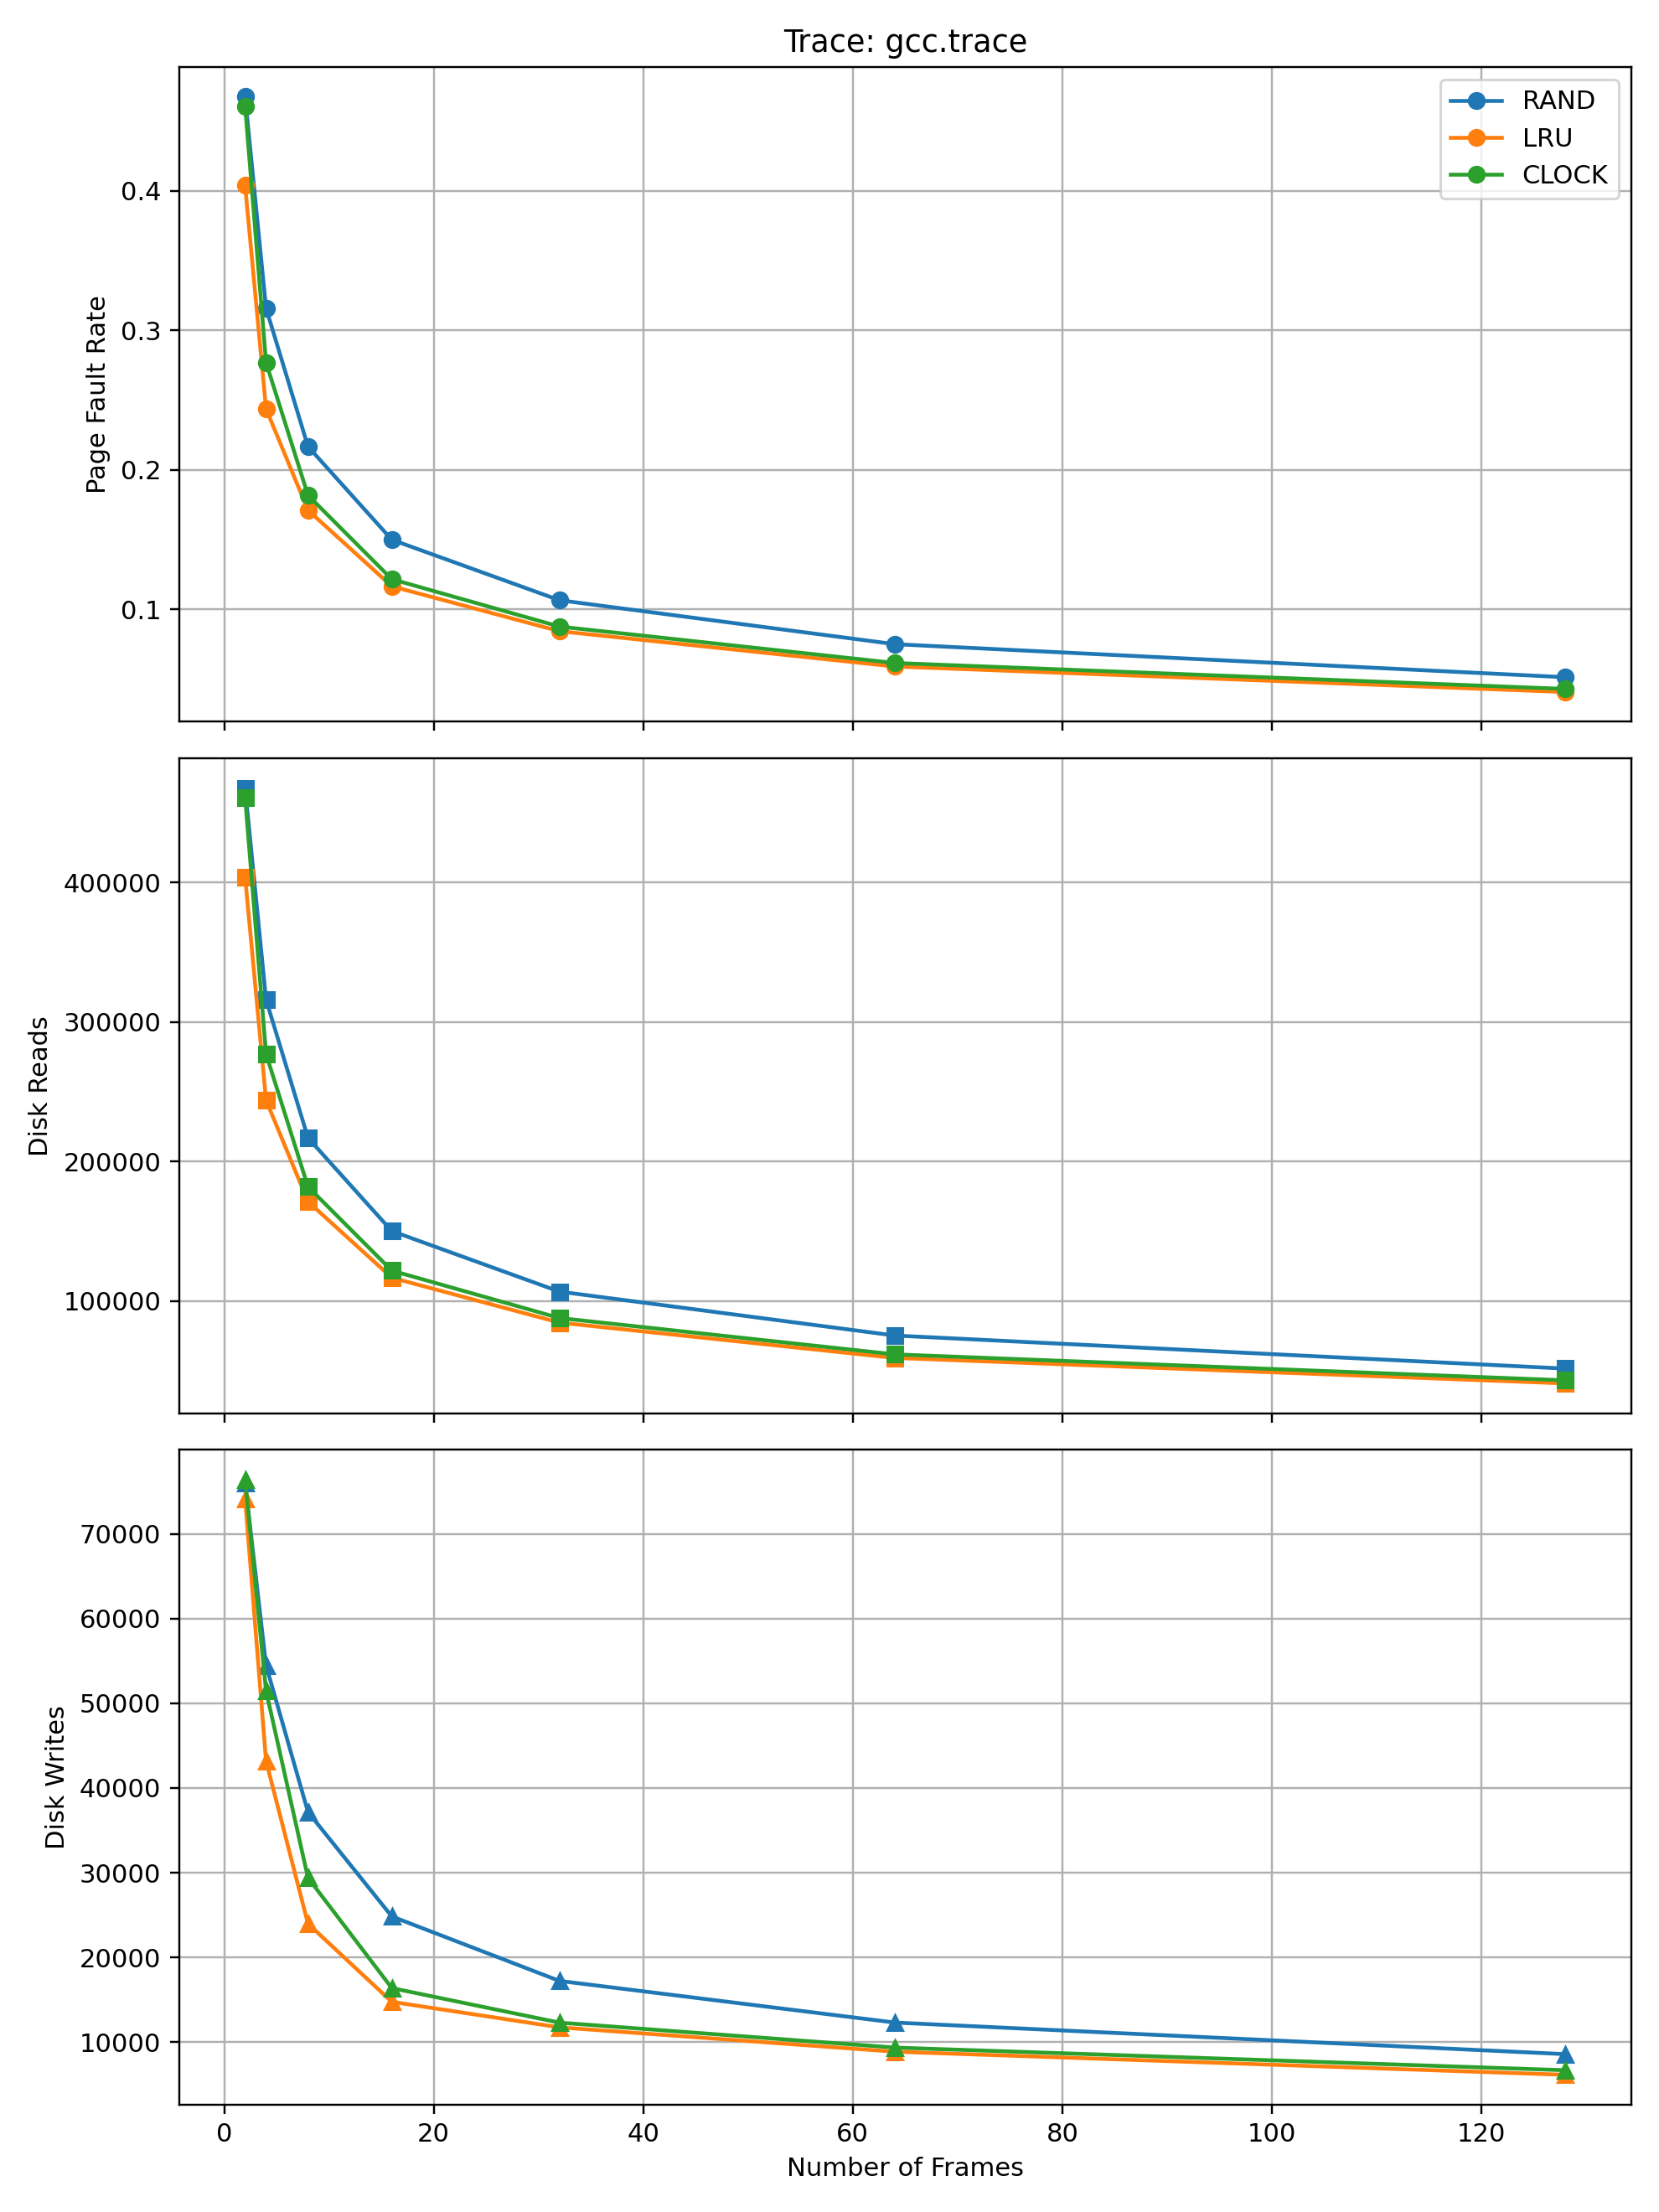 Trace: gcc.trace
RAND
LRU
CLOCK
Page Fault Rate
0.4
0.3
0.2
0.1
Disk Reads
400000
300000
200000
100000
Disk Writes
70000
60000
50000
40000
30000
20000
10000
0 20 40 60 80 100 120
Number of Frames